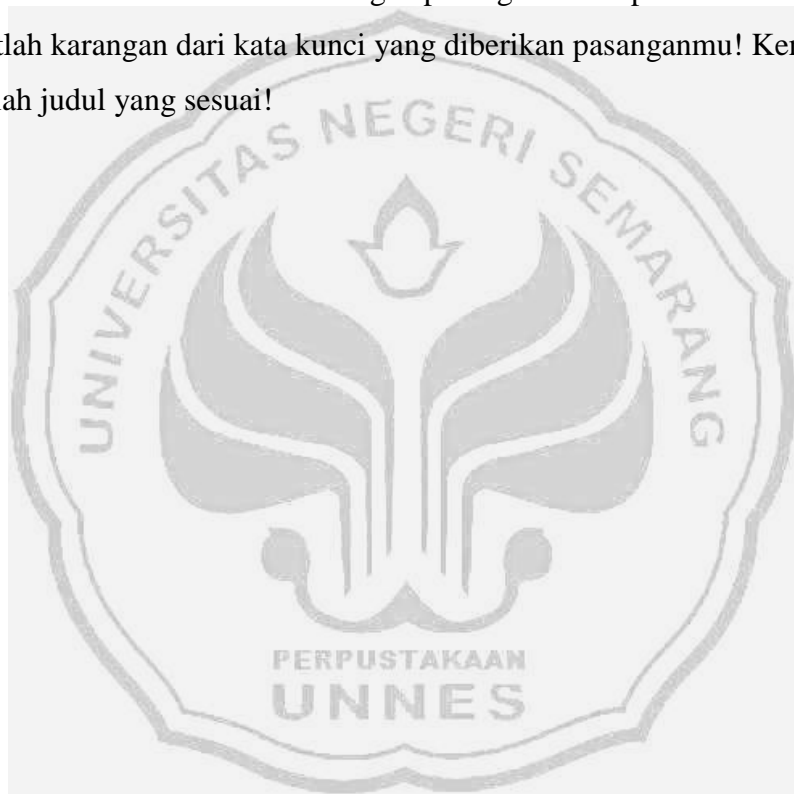 tlah karangan dari kata kunci yang diberikan pasanganmu! Ker
ah judul yang sesuai!
UNIVERSITAS NEGERI SEMARANG
PERPUSTAKAAN
UNNES